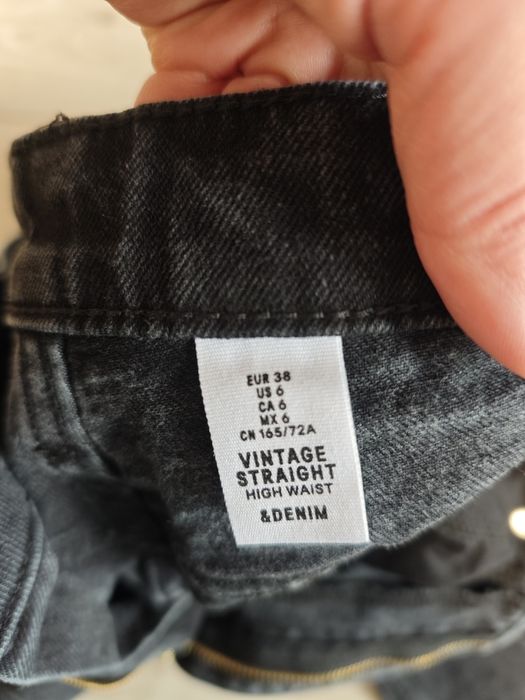 EUR 38
US 6
CA 6
MX 6
CN 165/72A
VINTAGE
STRAIGHT
HIGH WAIST
&DENIM